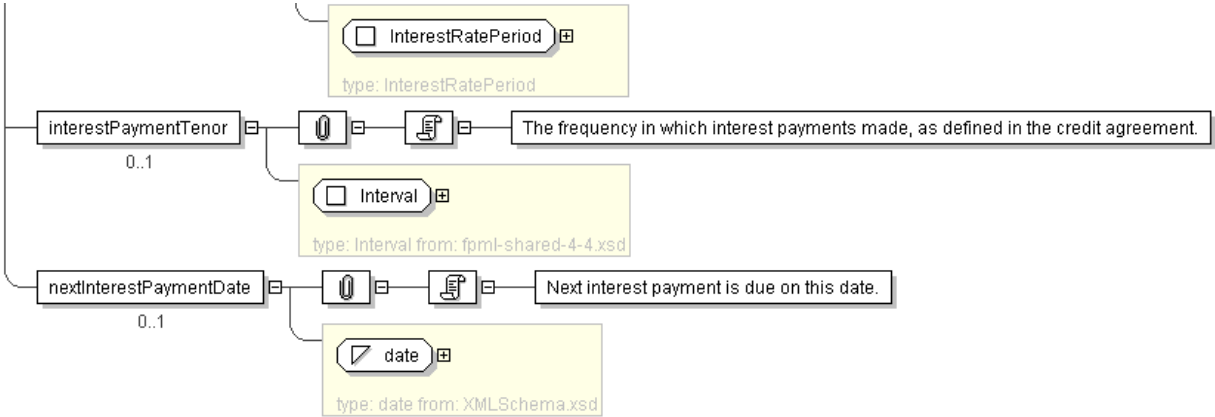 InterestRatePeriod
type: InterestRatePeriod
interestPaymentTenor
The frequency in which interest payments made, as defined in the credit agreement.
0..1
Interval
type: Interval from: fpml-shared-4-4.xsd
nextInterestPaymentDate
Next interest payment is due on this date.
0..1
date
type: date from: XMLSchema.xsd